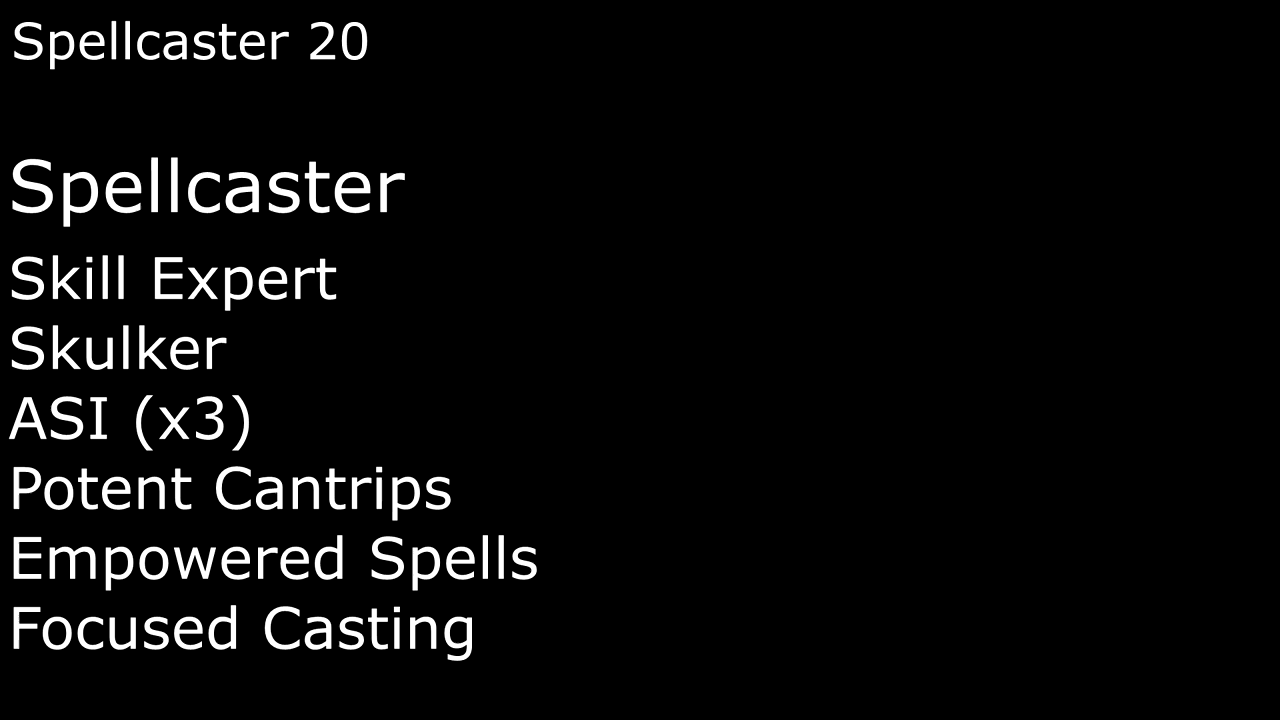 Spellcaster 20
Spellcaster
Skill Expert
Skulker
ASI (x3)
Potent Cantrips
Empowered Spells
Focused Casting